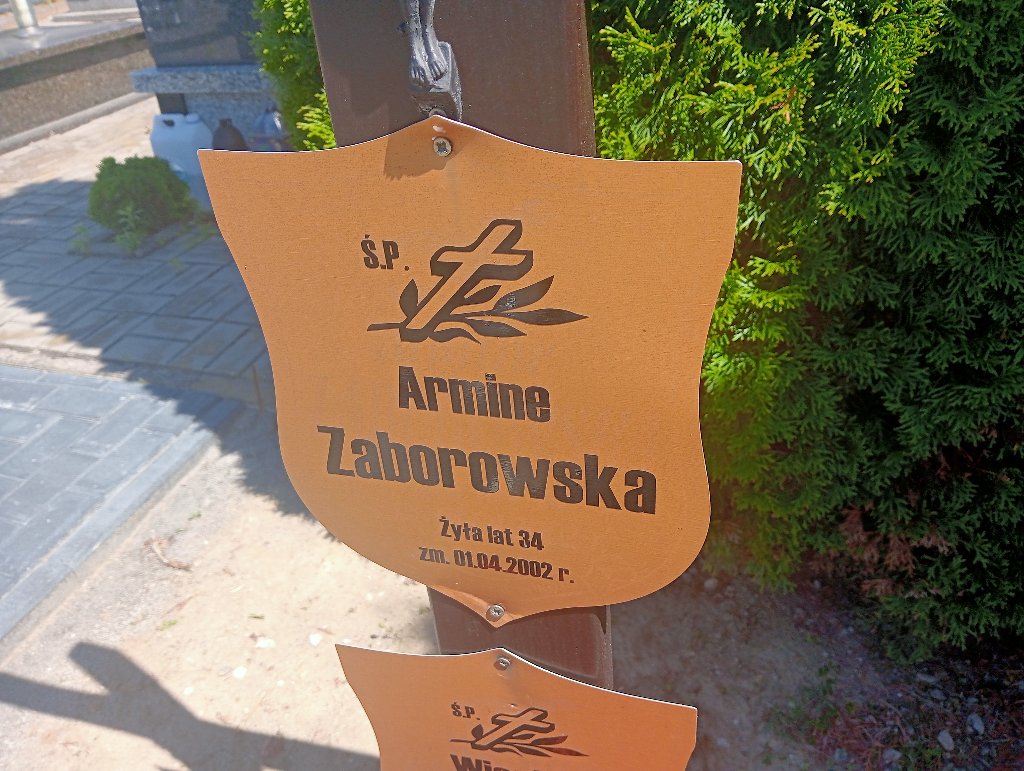 Ś.P.
Armine
Zaborowska
Żyła lat 34
zm. 01.04.2002 r.
Ś.P.